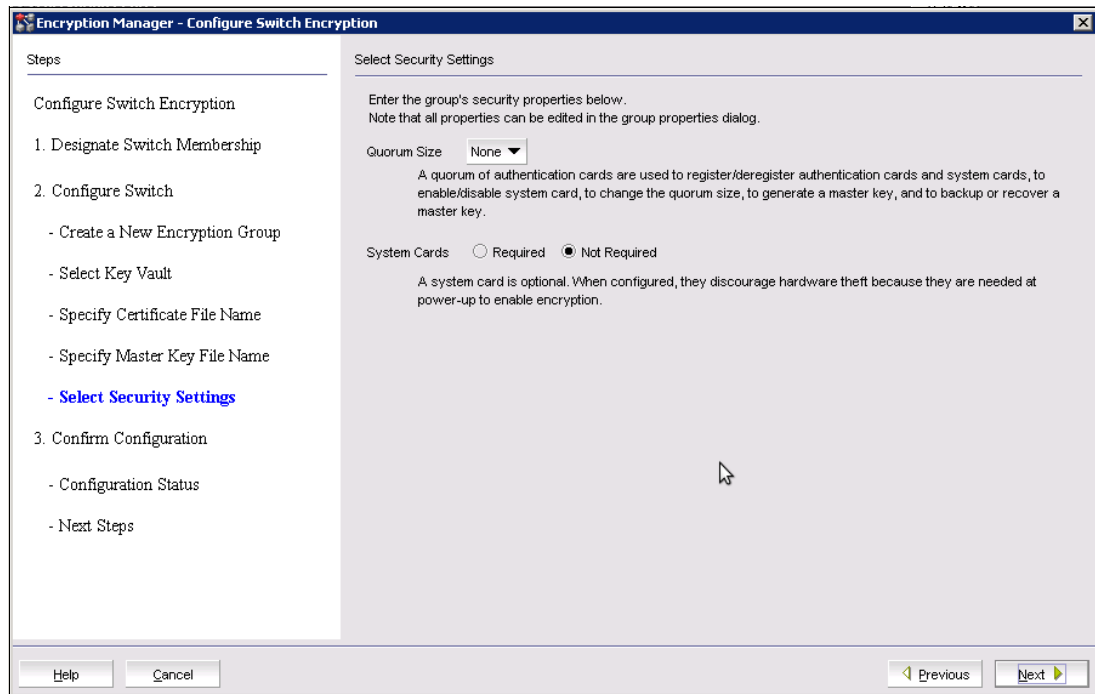 Encryption Manager - Configure Switch Encryption
Steps
Configure Switch Encryption
1. Designate Switch Membership
2. Configure Switch
- Create a New Encryption Group
- Select Key Vault
- Specify Certificate File Name
- Specify Master Key File Name
- Select Security Settings
3. Confirm Configuration
- Configuration Status
- Next Steps
Select Security Settings
Enter the group's security properties below.
Note that all properties can be edited in the group properties dialog.
Quorum Size None
A quorum of authentication cards are used to register/deregister authentication cards and system cards, to
enable/disable system card, to change the quorum size, to generate a master key, and to backup or recover a
master key.
System Cards Required Not Required
A system card is optional. When configured, they discourage hardware theft because they are needed at
power-up to enable encryption.
Help Cancel Previous Next